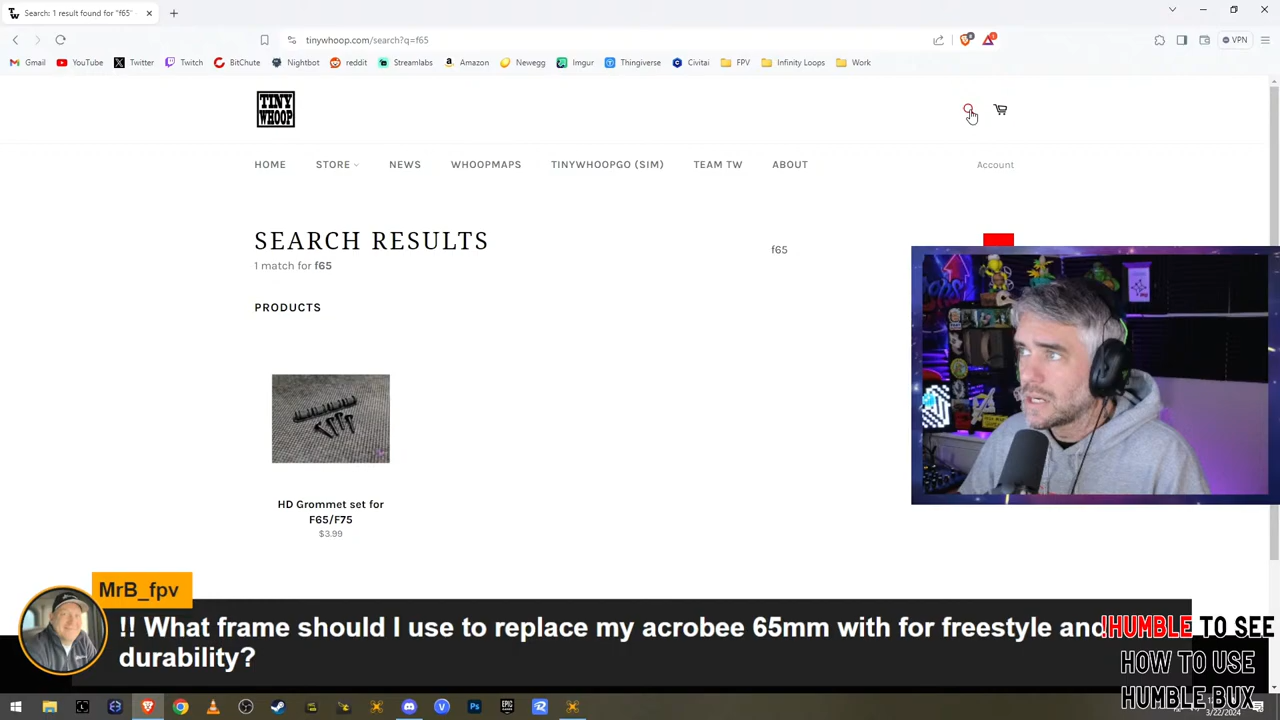 Search: 1 result found for "f65"
tinywhoop.com/search?q=f65
VPN
Gmail YouTube Twitter Twitch BitChute Nightbot reddit Streamlabs Amazon Newegg Imgur Thingiverse Civitai FPV Infinity Loops Work
TINY
WHOOP
HOME STORE NEWS WHOOPMAPS TINYWHOOPGO (SIM) TEAM TW ABOUT Account
SEARCH RESULTS
1 match for f65
f65
PRODUCTS
HD Grommet set for
F65/F75
$3.99
MrB_fpv
!! What frame should I use to replace my acrobee 65mm with for freestyle and
durability?
!HUMBLE TO SEE
HOW TO USE
HUMBLE BUX
3/22/2024